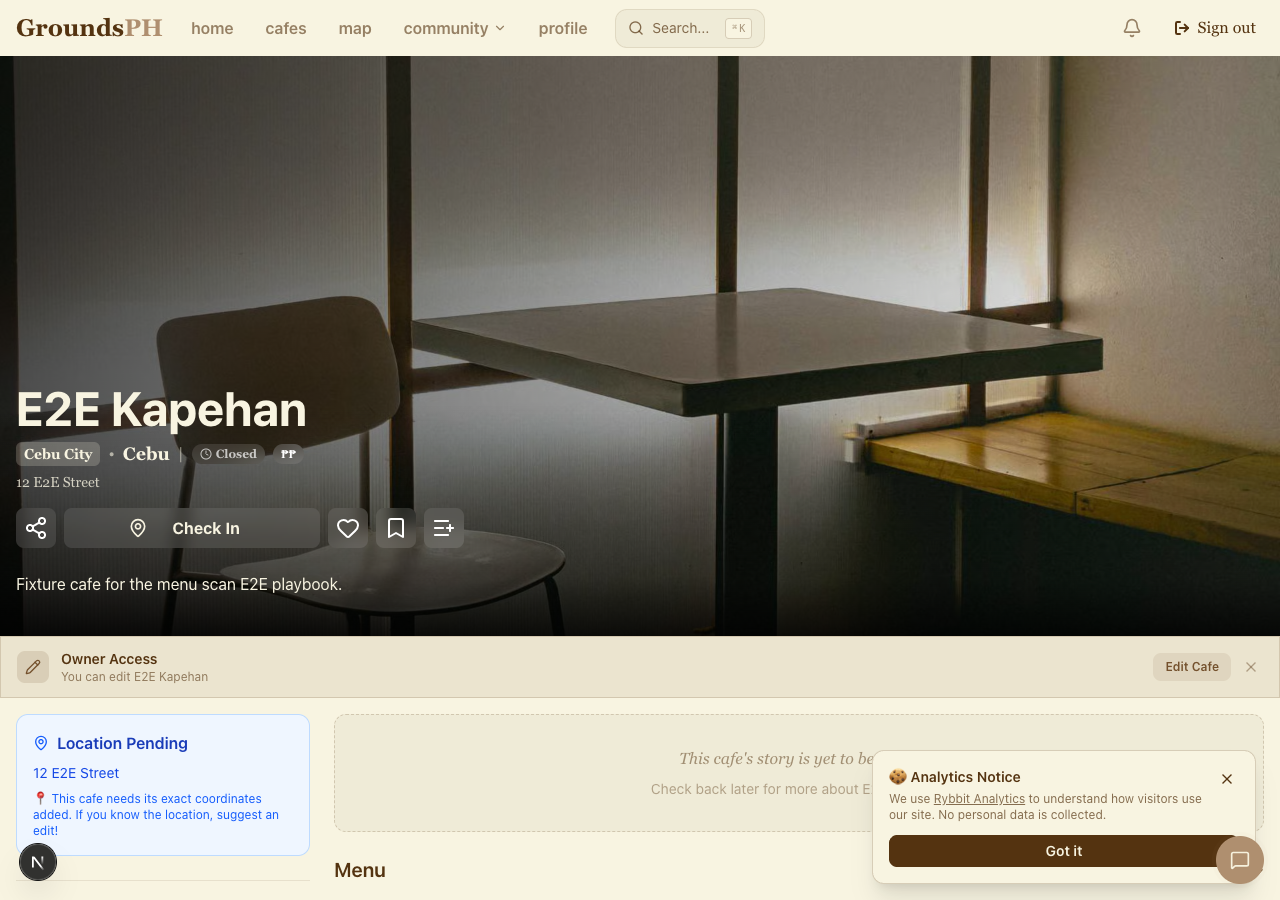 GroundsPH
home
cafes
map
community
profile
Search...
⌘K
Sign out
E2E Kapehan
Cebu City • Cebu | Closed ₱₱
12 E2E Street
Check In
Fixture cafe for the menu scan E2E playbook.
Owner Access
You can edit E2E Kapehan
Edit Cafe
Location Pending
12 E2E Street
📍 This cafe needs its exact coordinates
added. If you know the location, suggest an
edit!
N
This cafe's story is yet to be
Check back later for more about E
Menu
🍪 Analytics Notice
We use Rybbit Analytics to understand how visitors use
our site. No personal data is collected.
Got it